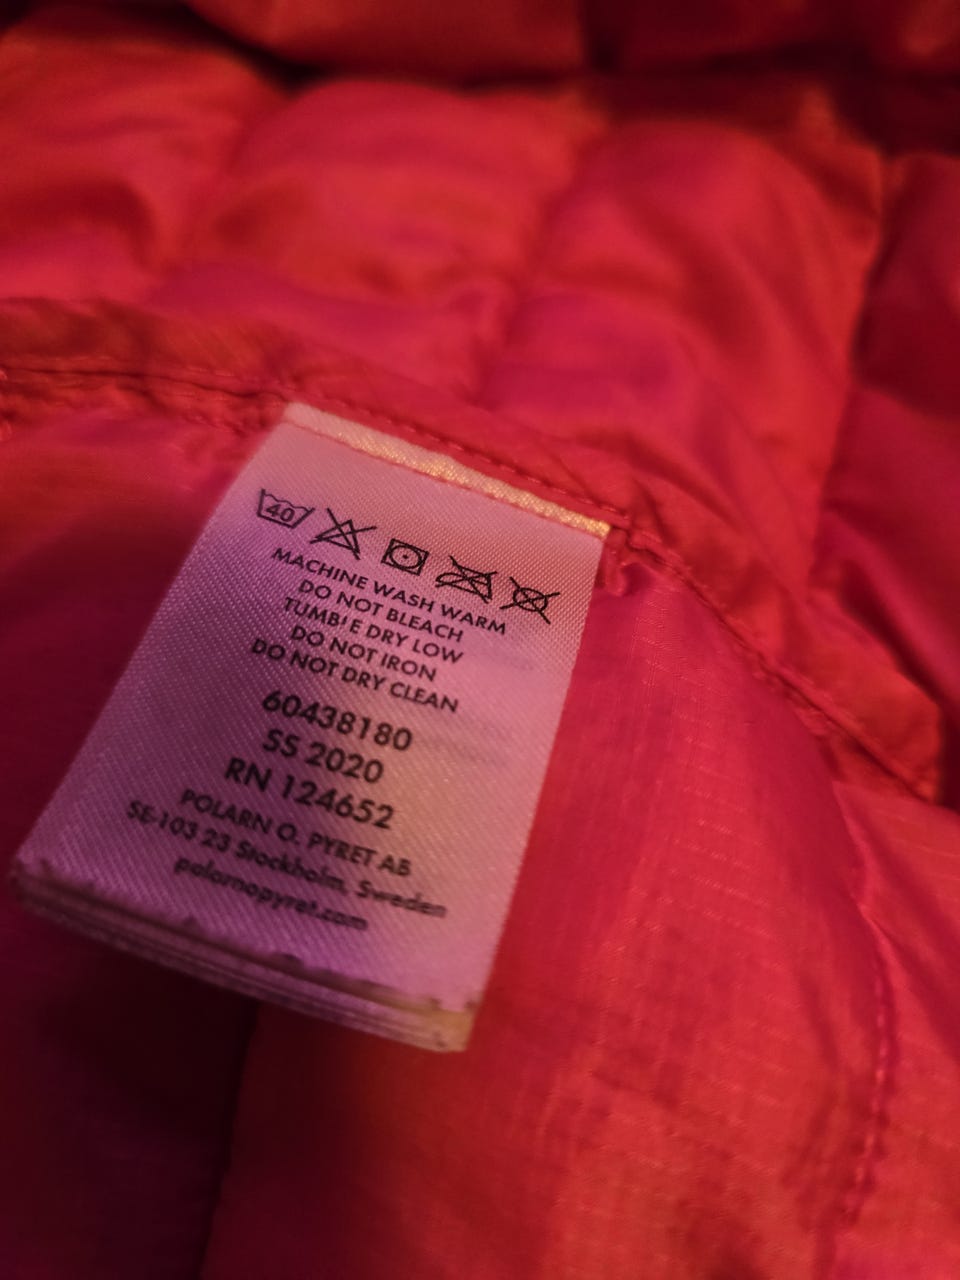 40
MACHINE WASH WARM
DO NOT BLEACH
TUMBLE DRY LOW
DO NOT IRON
DO NOT DRY CLEAN
60438180
SS 2020
RN 124652
POLARN O. PYRET AB
SE-103 23 Stockholm, Sweden
polarnopyret.com